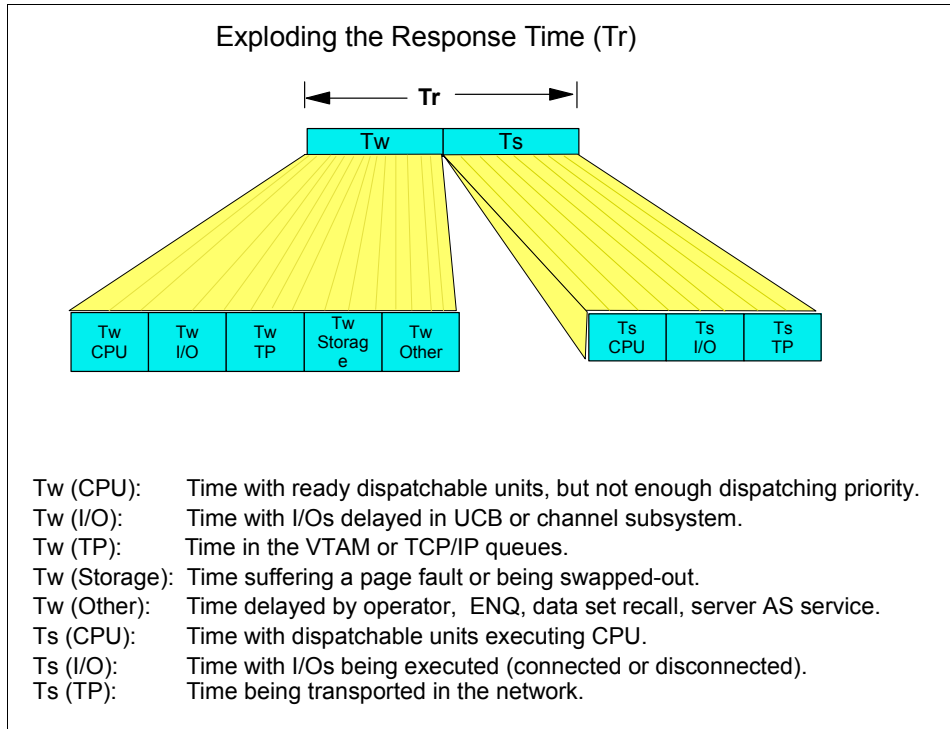 Exploding the Response Time (Tr)
Tr
Tw Ts
Tw CPU
Tw I/O
Tw TP
Tw Storag e
Tw Other
Ts CPU
Ts I/O
Ts TP
Tw (CPU): Time with ready dispatchable units, but not enough dispatching priority.
Tw (I/O): Time with I/Os delayed in UCB or channel subsystem.
Tw (TP): Time in the VTAM or TCP/IP queues.
Tw (Storage): Time suffering a page fault or being swapped-out.
Tw (Other): Time delayed by operator, ENQ, data set recall, server AS service.
Ts (CPU): Time with dispatchable units executing CPU.
Ts (I/O): Time with I/Os being executed (connected or disconnected).
Ts (TP): Time being transported in the network.